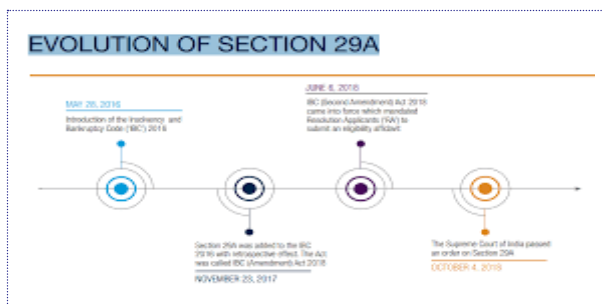 EVOLUTION OF SECTION 29A
MAY 28, 2016
Introduction of the Insolvency and
Bankruptcy Code ('IBC') 2016
JUNE 6, 2018
IBC (Second Amendment) Act 2018
came into force which mandated
Resolution Applicants ('RA') to
submit an eligibility affidavit
Section 29A was added to the IBC
2016 with retrospective effect. The Act
was called IBC (Amendment) Act 2018
NOVEMBER 23, 2017
The Supreme Court of India passed
an order on Section 29A
OCTOBER 4, 2018